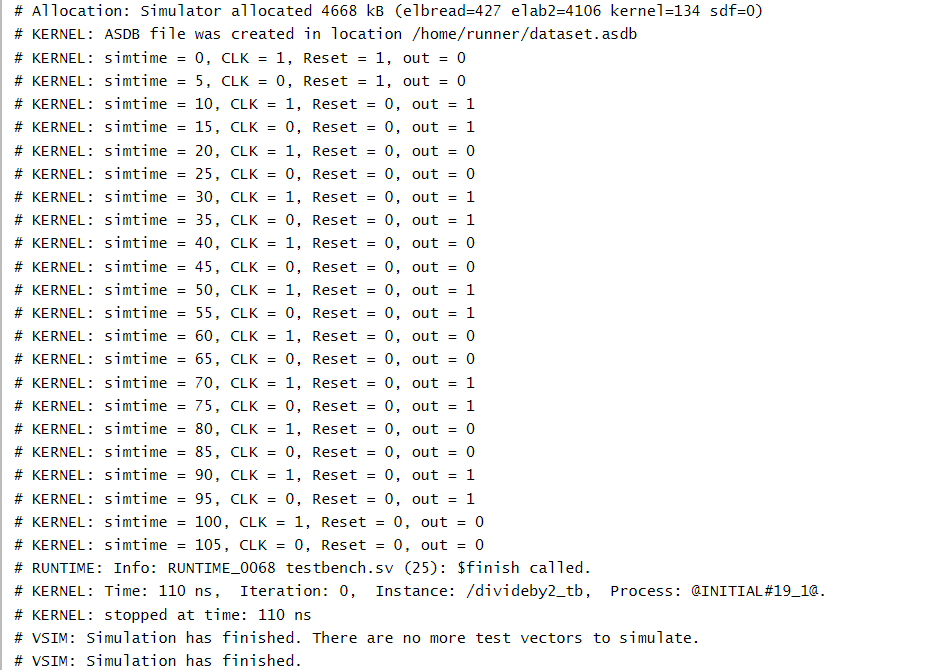 # Allocation: Simulator allocated 4668 kB (elbread=427 elab2=4106 kernel=134 sdf=0)
# KERNEL: ASDB file was created in location /home/runner/dataset.asdb
# KERNEL: simtime = 0, CLK = 1, Reset = 1, out = 0
# KERNEL: simtime = 5, CLK = 0, Reset = 1, out = 0
# KERNEL: simtime = 10, CLK = 1, Reset = 0, out = 1
# KERNEL: simtime = 15, CLK = 0, Reset = 0, out = 1
# KERNEL: simtime = 20, CLK = 1, Reset = 0, out = 0
# KERNEL: simtime = 25, CLK = 0, Reset = 0, out = 0
# KERNEL: simtime = 30, CLK = 1, Reset = 0, out = 1
# KERNEL: simtime = 35, CLK = 0, Reset = 0, out = 1
# KERNEL: simtime = 40, CLK = 1, Reset = 0, out = 0
# KERNEL: simtime = 45, CLK = 0, Reset = 0, out = 0
# KERNEL: simtime = 50, CLK = 1, Reset = 0, out = 1
# KERNEL: simtime = 55, CLK = 0, Reset = 0, out = 1
# KERNEL: simtime = 60, CLK = 1, Reset = 0, out = 0
# KERNEL: simtime = 65, CLK = 0, Reset = 0, out = 0
# KERNEL: simtime = 70, CLK = 1, Reset = 0, out = 1
# KERNEL: simtime = 75, CLK = 0, Reset = 0, out = 1
# KERNEL: simtime = 80, CLK = 1, Reset = 0, out = 0
# KERNEL: simtime = 85, CLK = 0, Reset = 0, out = 0
# KERNEL: simtime = 90, CLK = 1, Reset = 0, out = 1
# KERNEL: simtime = 95, CLK = 0, Reset = 0, out = 1
# KERNEL: simtime = 100, CLK = 1, Reset = 0, out = 0
# KERNEL: simtime = 105, CLK = 0, Reset = 0, out = 0
# RUNTIME: Info: RUNTIME_0068 testbench.sv (25): $finish called.
# KERNEL: Time: 110 ns,  Iteration: 0,  Instance: /divideby2_tb,  Process: @INITIAL#19_1@.
# KERNEL: stopped at time: 110 ns
# VSIM: Simulation has finished. There are no more test vectors to simulate.
# VSIM: Simulation has finished.